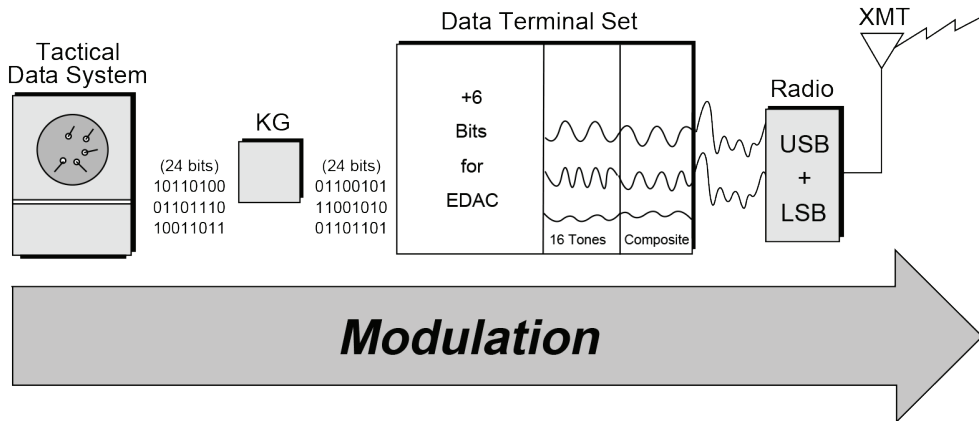 Tactical
Data System
(24 bits)
10110100
01101110
10011011
KG
(24 bits)
01100101
11001010
01101101
Data Terminal Set
+6
Bits
for
EDAC
16 Tones
Composite
Radio
USB
+
LSB
XMT
Modulation